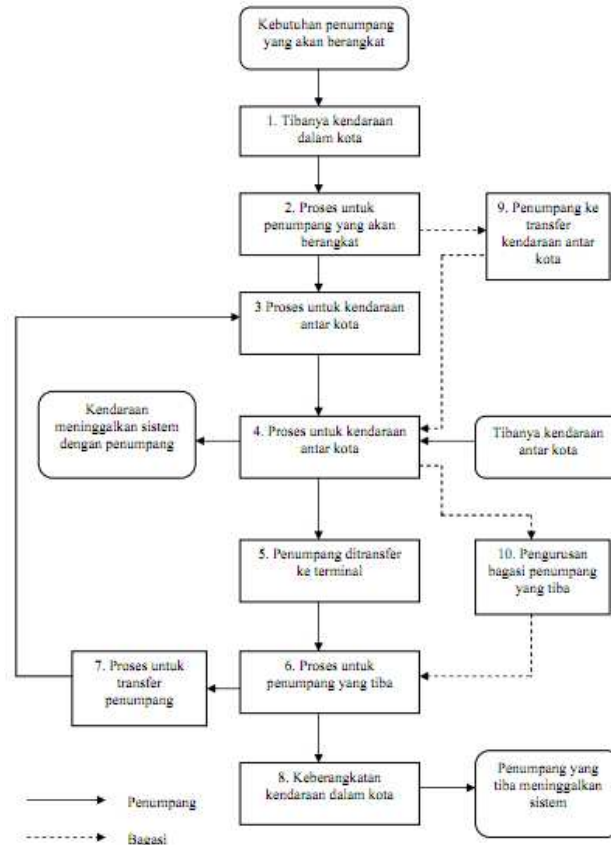 Kebutuhan penumpang
yang akan berangkat
1. Tibanya kendaraan
dalam kota
2. Proses untuk
penumpang yang akan
berangkat
9. Penumpang ke
transfer
kendaraan antar
kota
3 Proses untuk kendaraan
antar kota
Kendaraan
meninggalkan sistem
dengan penumpang
4. Proses untuk kendaraan
antar kota
Tibanya kendaraan
antar kota
5. Penumpang ditransfer
ke terminal
10. Pengurusan
bagasi penumpang
yang tiba
7. Proses untuk
transfer
penumpang
6. Proses untuk
penumpang yang tiba
8. Keberangkatan
kendaraan dalam kota
Penumpang yang
tiba meninggalkan
sistem
Penumpang
Bagasi